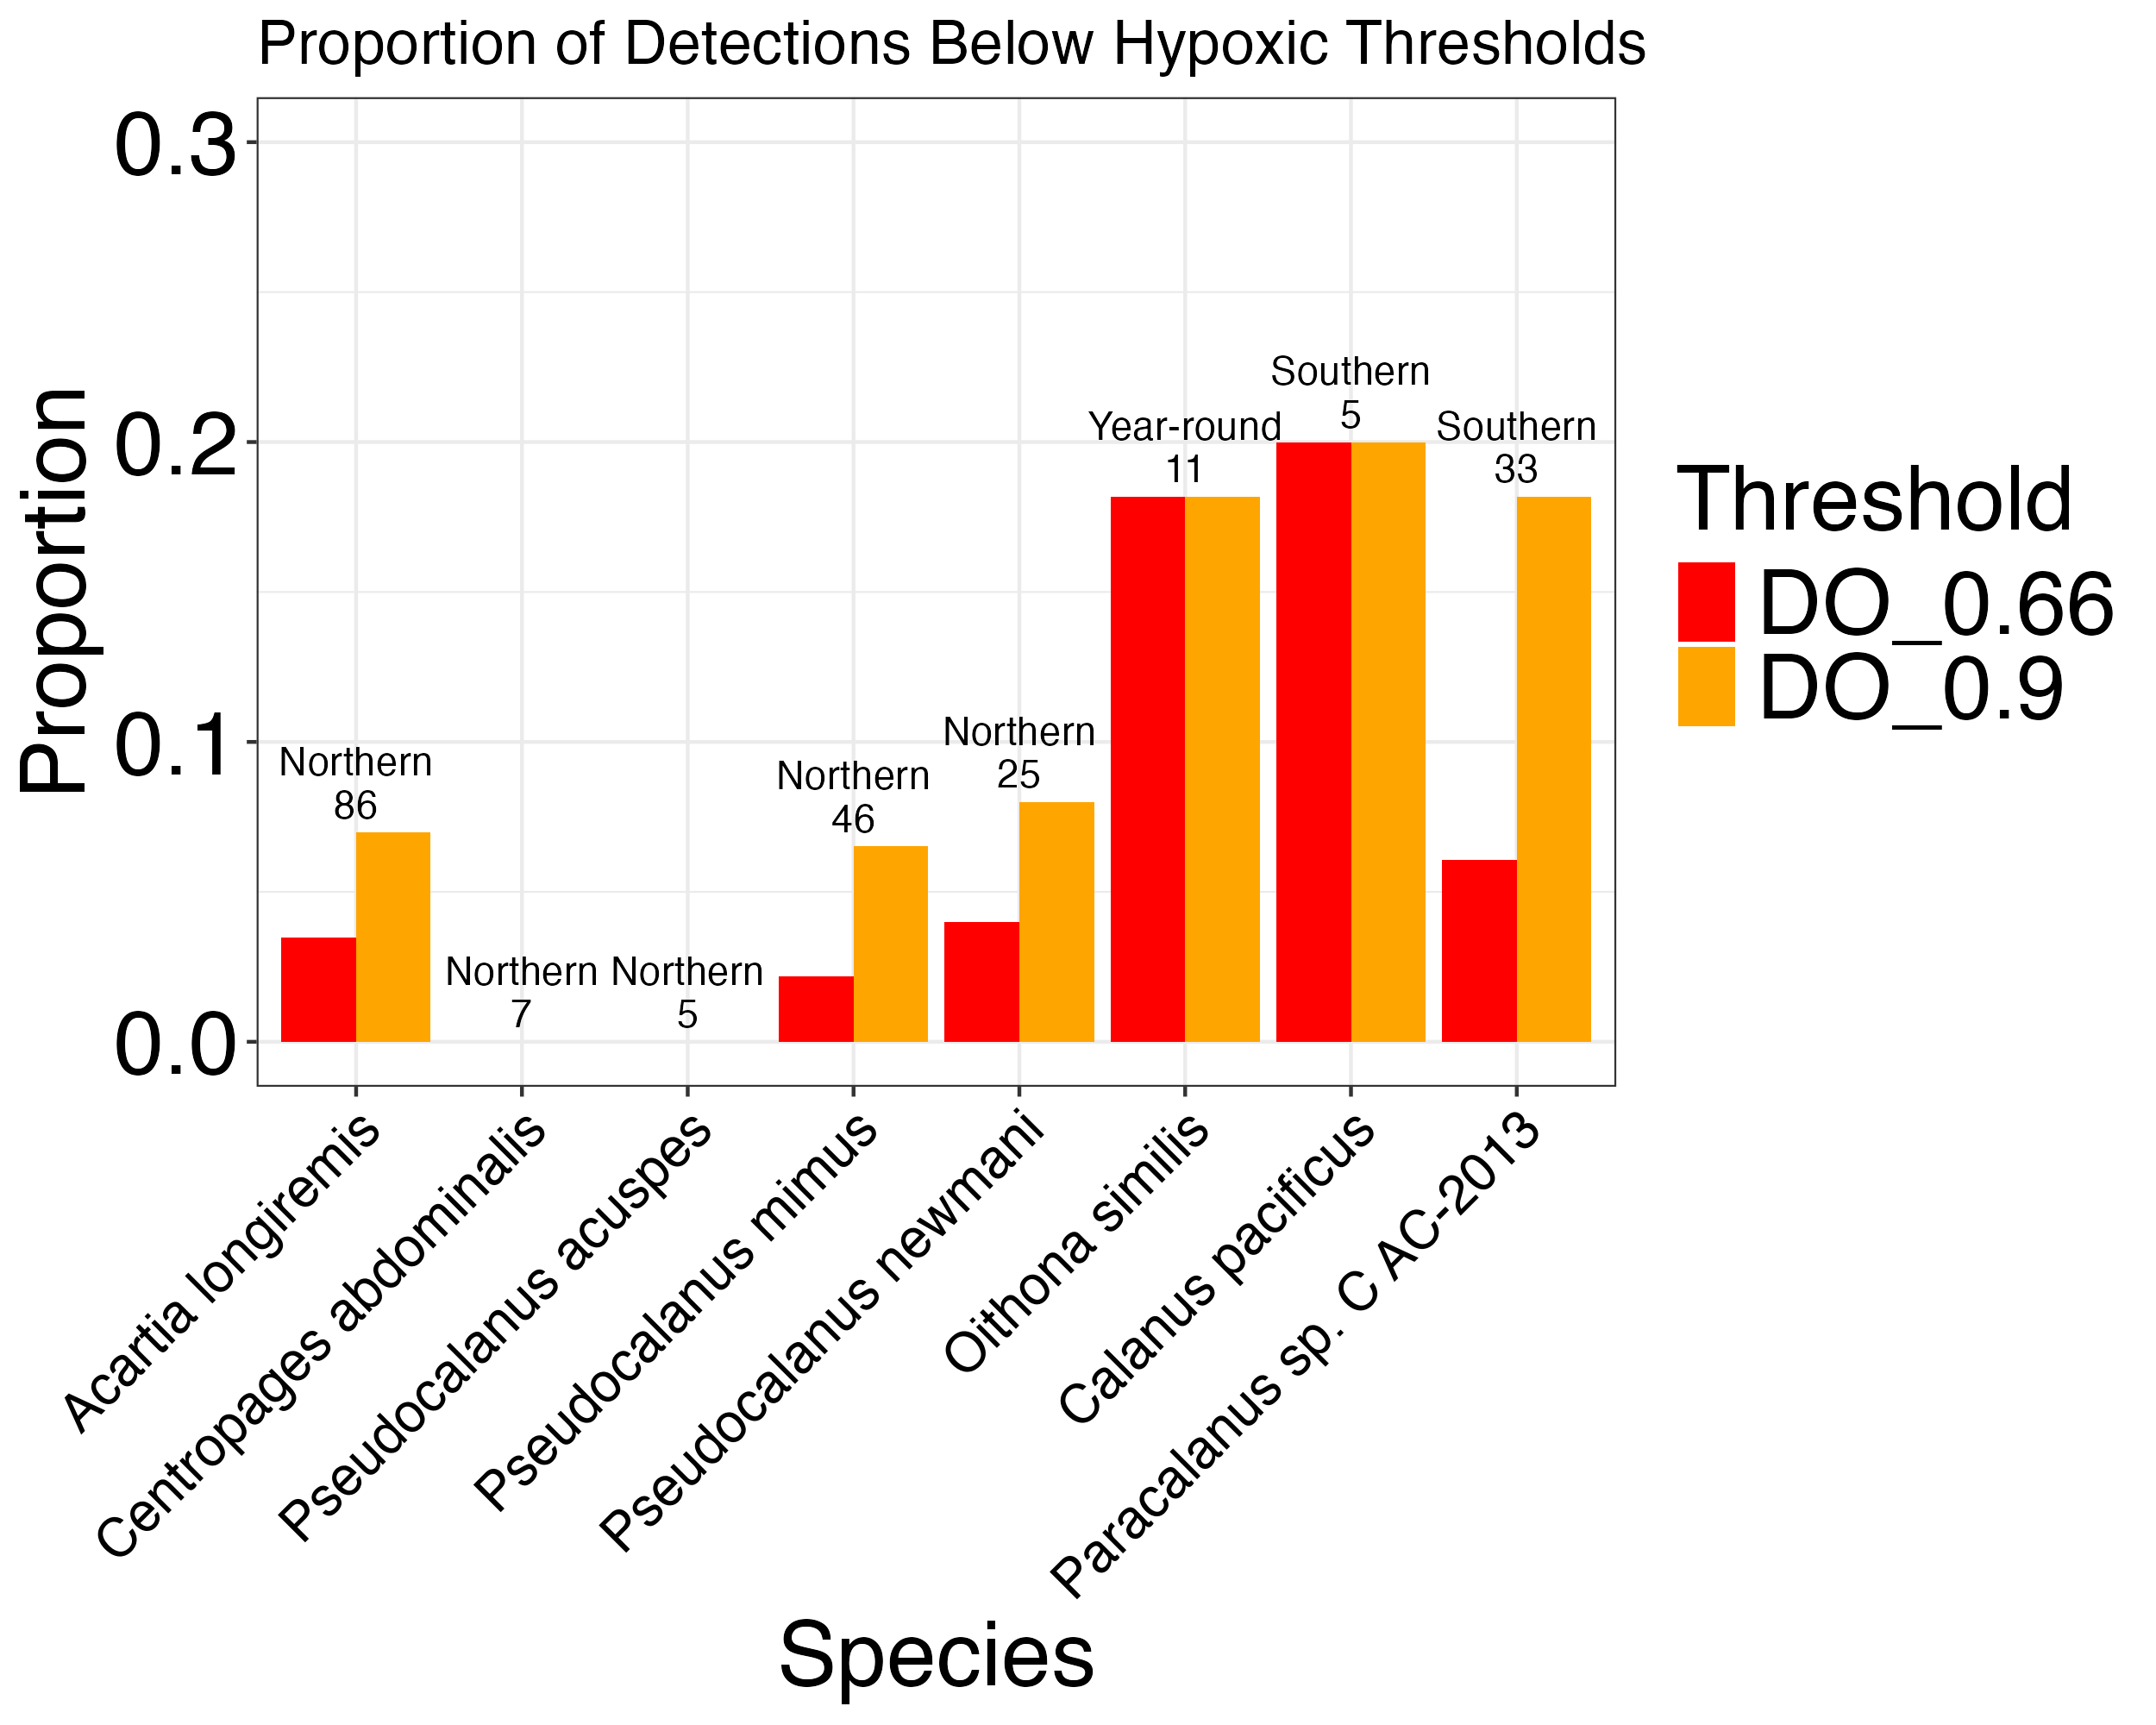 Proportion of Detections Below Hypoxic Thresholds
Proportion
0.3
0.2
0.1
0.0
Northern
86
Northern
7
Northern
5
Northern
46
Northern
25
Year-round
11
Southern
5
Southern
33
Acartia longiremis
Centropages abdominalis
Pseudocalanus acuspes
Pseudocalanus mimus
Pseudocalanus newmani
Oithona similis
Calanus pacificus
Paracalanus sp. C AC-2013
Species
Threshold
DO_0.66
DO_0.9